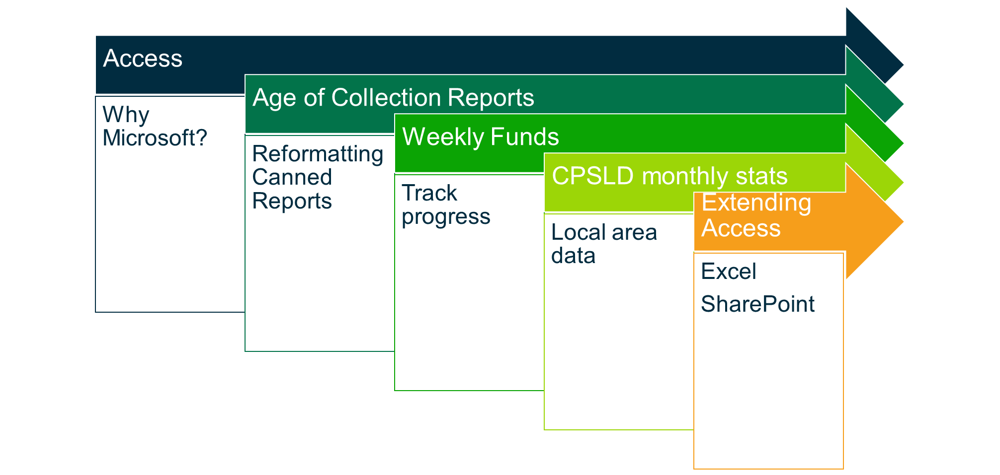 Access
Why
Microsoft?
Age of Collection Reports
Reformatting
Canned
Reports
Weekly Funds
Track
progress
CPSLD monthly stats
Local area
data
Extending
Access
Excel
SharePoint